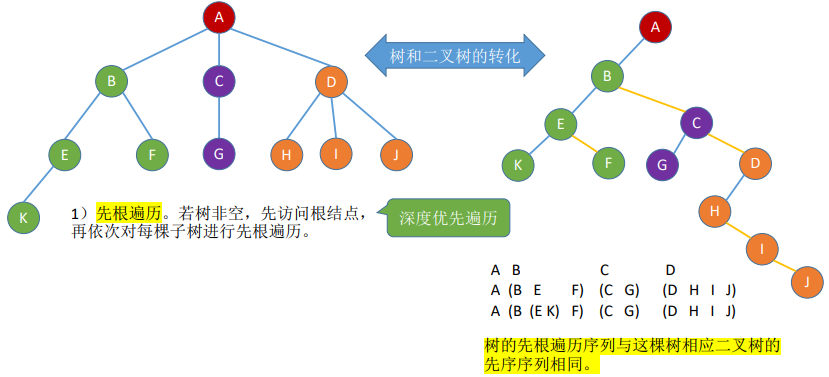 A
A
树和二叉树的转化
B
C
D
B
E
C
E
F
G
H
I
J
K
F
G
D
K
H
1）先根遍历。若树非空，先访问根结点，
再依次对每棵子树进行先根遍历。
深度优先遍历
I
J
A B C D
A (B E F) (C G) (D H I J)
A (B (E K) F) (C G) (D H I J)
树的先根遍历序列与这棵树相应二叉树的
先序序列相同。